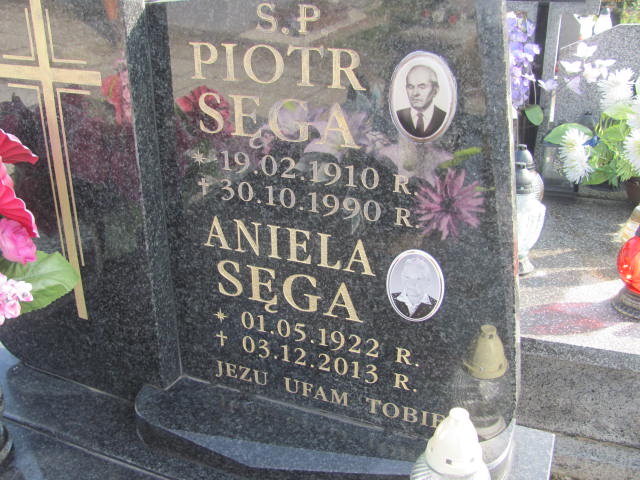 Ś.P
PIOTR
SĘGA
* 19.02.1910 R.
† 30.10.1990 R.
ANIELA
SĘGA
* 01.05.1922 R.
† 03.12.2013 R.
JEZU UFAM TOBIE